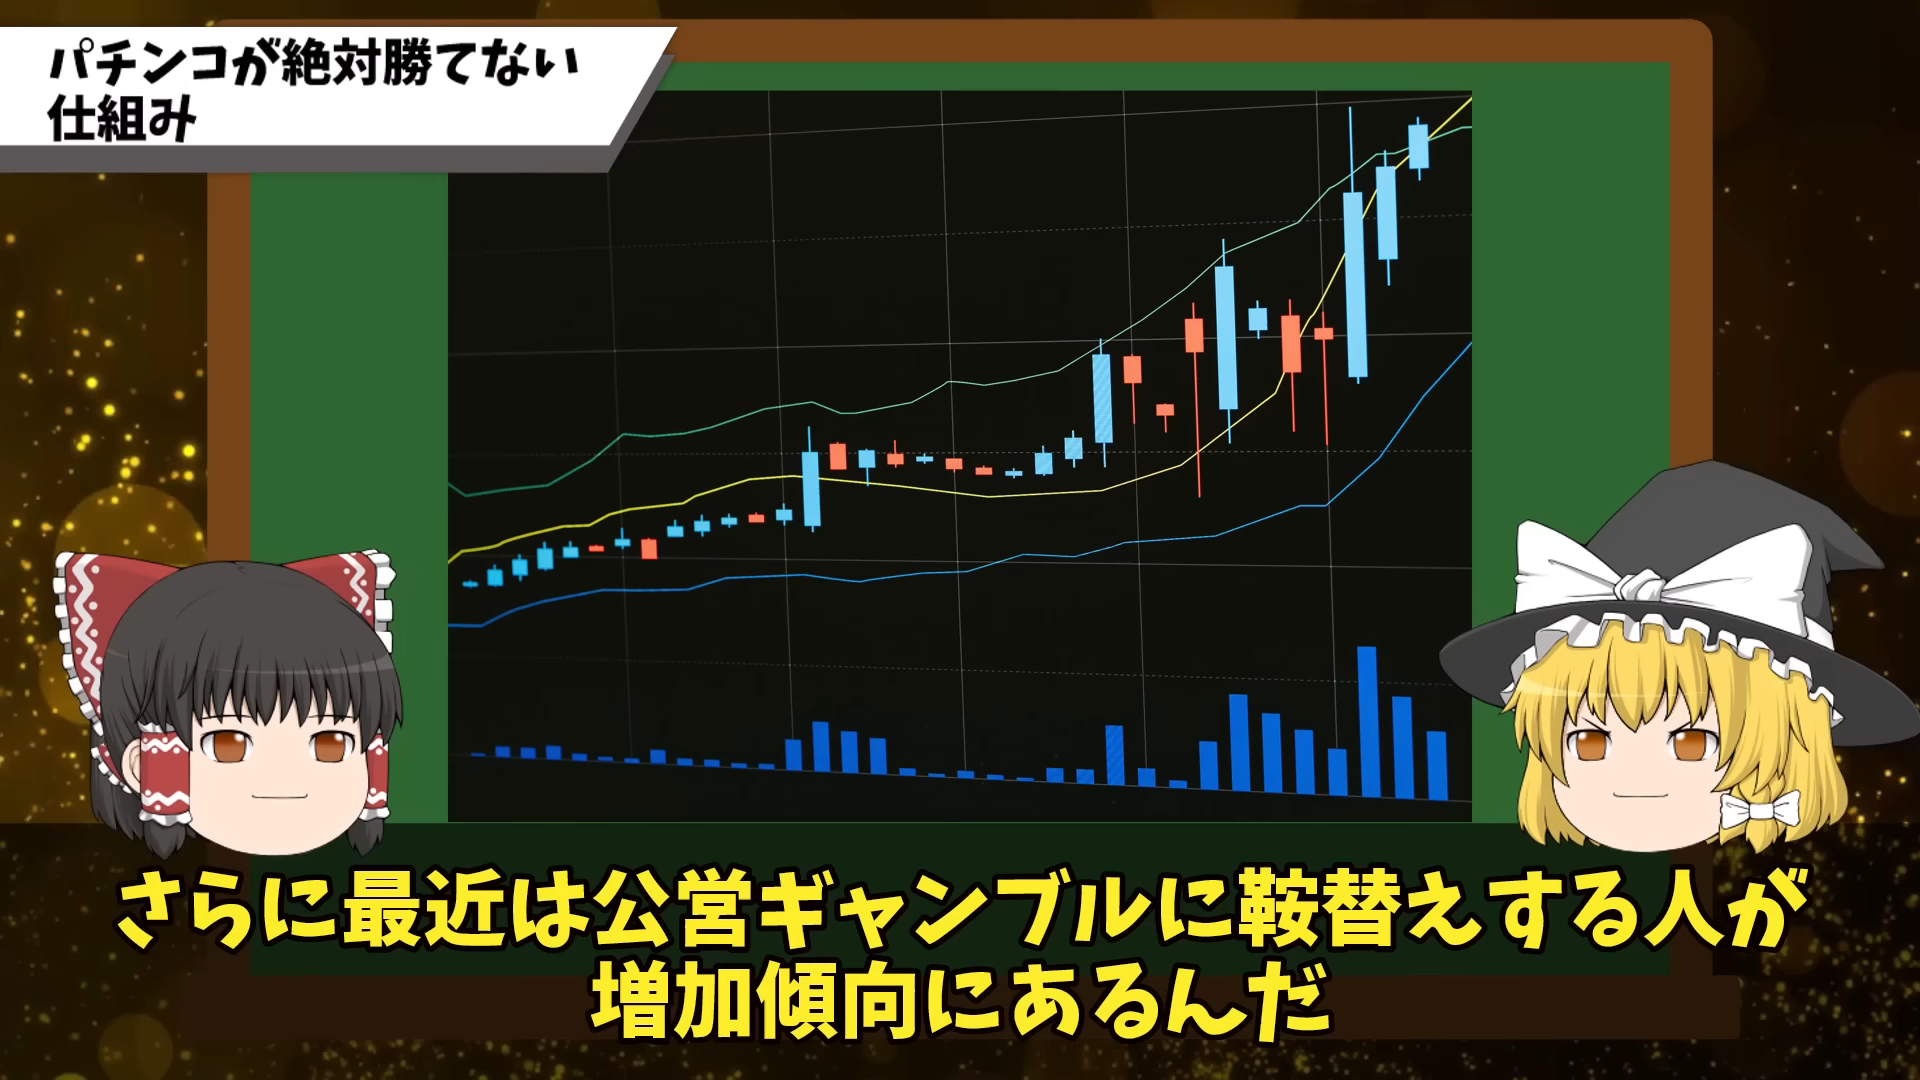 パチンコが絶対勝てない
仕組み
さらに最近は公営ギャンブルに鞍替えする人が
増加傾向にあるんだ